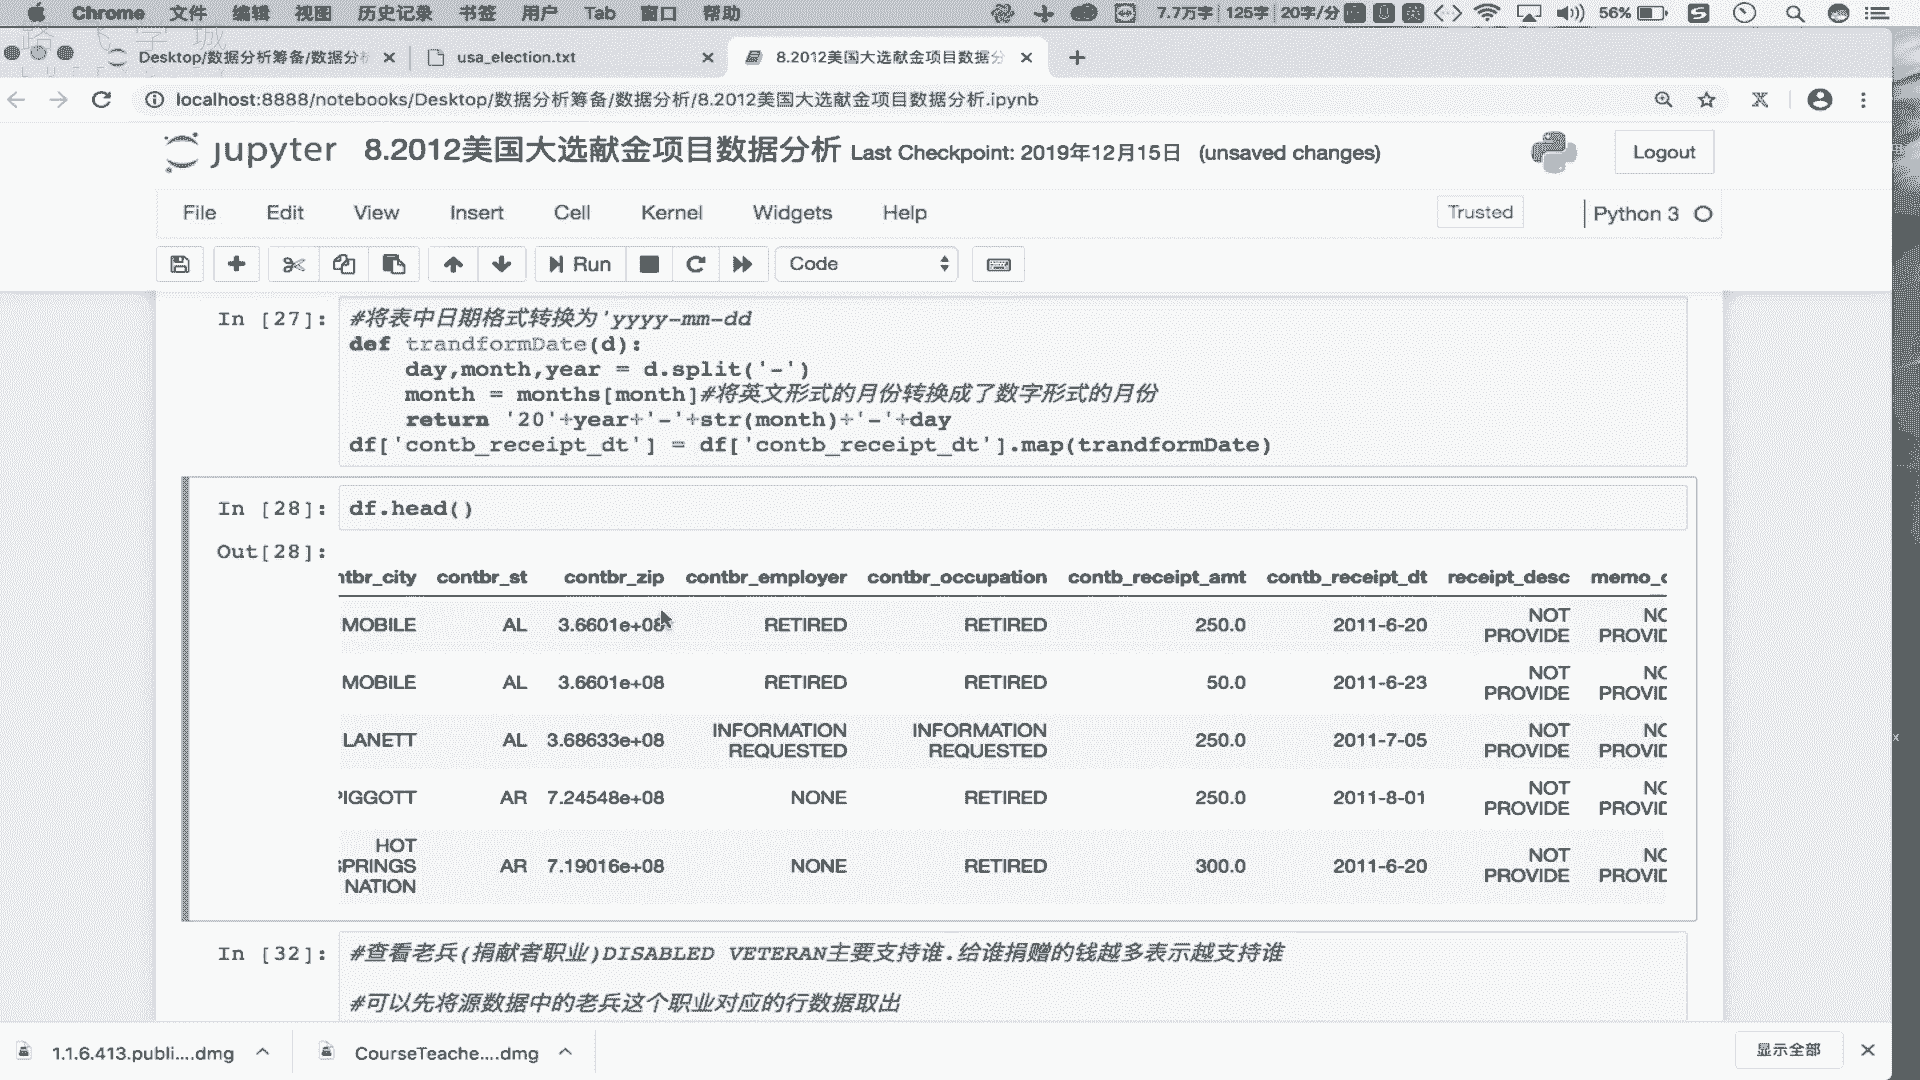 Chrome 文件 编辑 视图 历史记录 书签 用户 Tab 窗口 帮助 7.7万字 125字 20字/分 56%
Desktop/数据分析筹备/数据分 usa_election.txt 8.2012美国大选献金项目数据分
localhost:8888/notebooks/Desktop/数据分析筹备/数据分析/8.2012美国大选献金项目数据分析.ipynb
jupyter 8.2012美国大选献金项目数据分析 Last Checkpoint: 2019年12月15日 (unsaved changes) Logout
File Edit View Insert Cell Kernel Widgets Help Trusted Python 3
Run Code
In [27]: #将表中日期格式转换为'yyyy-mm-dd
def trandformDate(d):
day,month,year = d.split('-')
month = months[month]#将英文形式的月份转换成了数字形式的月份
return '20'+year+'-'+str(month)+'-'+day
df['contb_receipt_dt'] = df['contb_receipt_dt'].map(trandformDate)
In [28]: df.head()
Out[28]:
ntbr_city contbr_st contbr_zip contbr_employer contbr_occupation contb_receipt_amt contb_receipt_dt receipt_desc memo_c
MOBILE AL 3.6601e+08 RETIRED RETIRED 250.0 2011-6-20 NOT PROVIDE NO PROVID
MOBILE AL 3.6601e+08 RETIRED RETIRED 50.0 2011-6-23 NOT PROVIDE NO PROVID
LANETT AL 3.68633e+08 INFORMATION REQUESTED INFORMATION REQUESTED 250.0 2011-7-05 NOT PROVIDE NO PROVID
PIGGOTT AR 7.24548e+08 NONE RETIRED 250.0 2011-8-01 NOT PROVIDE NO PROVID
HOT SPRINGS NATION AR 7.19016e+08 NONE RETIRED 300.0 2011-6-20 NOT PROVIDE NO PROVID
In [32]: #查看老兵(捐献者职业)DISABLED VETERAN主要支持谁.给谁捐赠的钱越多表示越支持谁
#可以先将源数据中的老兵这个职业对应的行数据取出
1.1.6.413.publi....dmg CourseTeache....dmg 显示全部